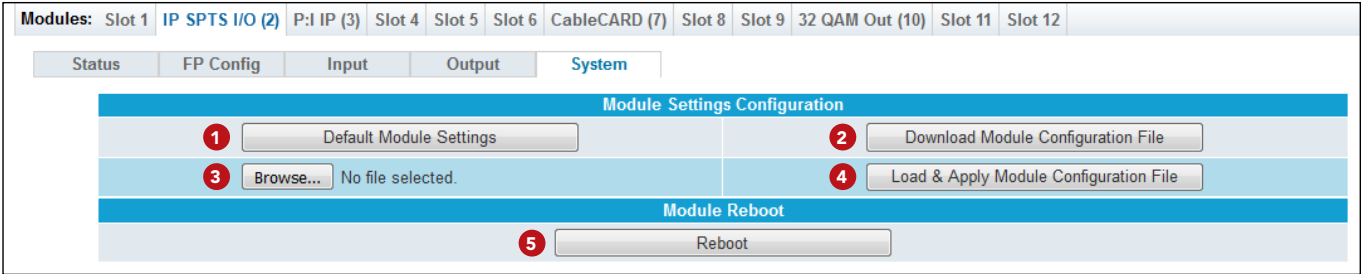 Modules: Slot 1 IP SPTS I/O (2) P:I IP (3) Slot 4 Slot 5 Slot 6 CableCARD (7) Slot 8 Slot 9 32 QAM Out (10) Slot 11 Slot 12
Status FP Config Input Output System
Module Settings Configuration
1 Default Module Settings 2 Download Module Configuration File
3 Browse... No file selected. 4 Load & Apply Module Configuration File
Module Reboot
5 Reboot